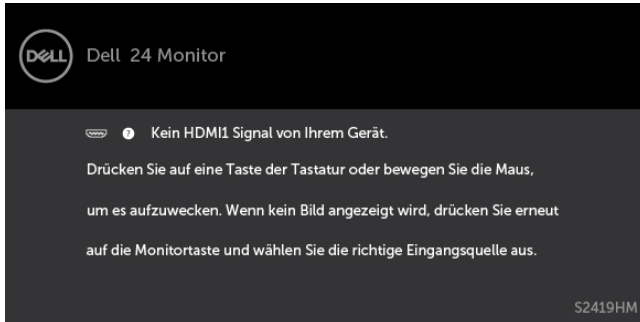 DELL
Dell 24 Monitor
Kein HDMI1 Signal von Ihrem Gerät.
Drücken Sie auf eine Taste der Tastatur oder bewegen Sie die Maus,
um es aufzuwecken. Wenn kein Bild angezeigt wird, drücken Sie erneut
auf die Monitortaste und wählen Sie die richtige Eingangsquelle aus.
S2419HM